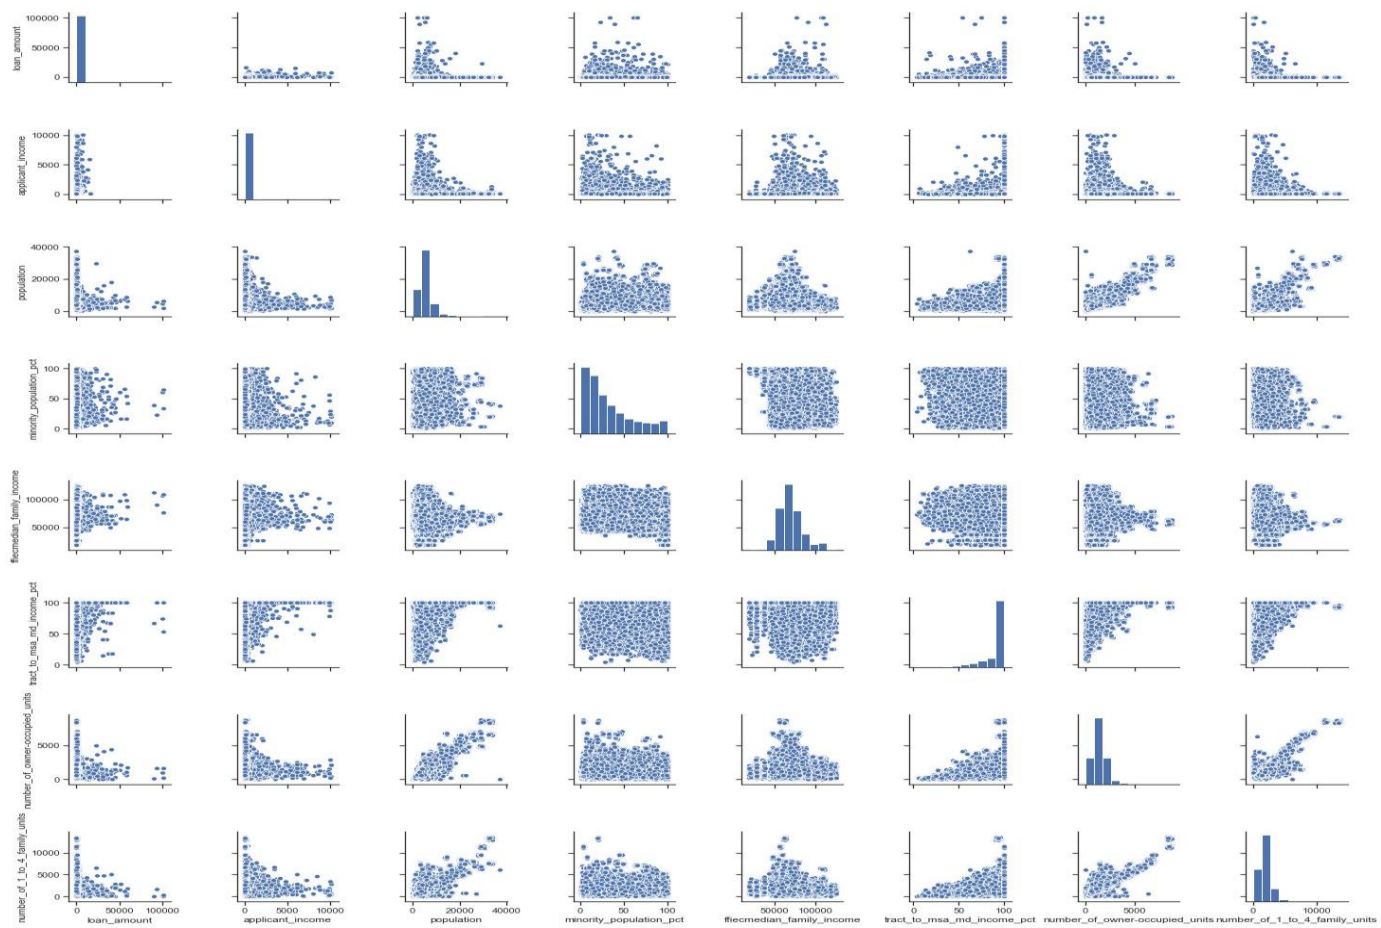 loan_amount
100000
50000
0
applicant_income
10000
5000
0
population
40000
20000
0
minority_population_pct
100
50
0
ffiecmedian_family_income
100000
50000
tract_to_msa_md_income_pct
100
50
0
number_of_owner-occupied_units
5000
0
number_of_1_to_4_family_units
10000
5000
0
0 50000 100000 0 5000 10000 0 20000 40000 0 50 100 50000 100000 0 50 100 0 5000 0 10000
loan_amount applicant_income population minority_population_pct ffiecmedian_family_income tract_to_msa_md_income_pct number_of_owner-occupied_units number_of_1_to_4_family_units